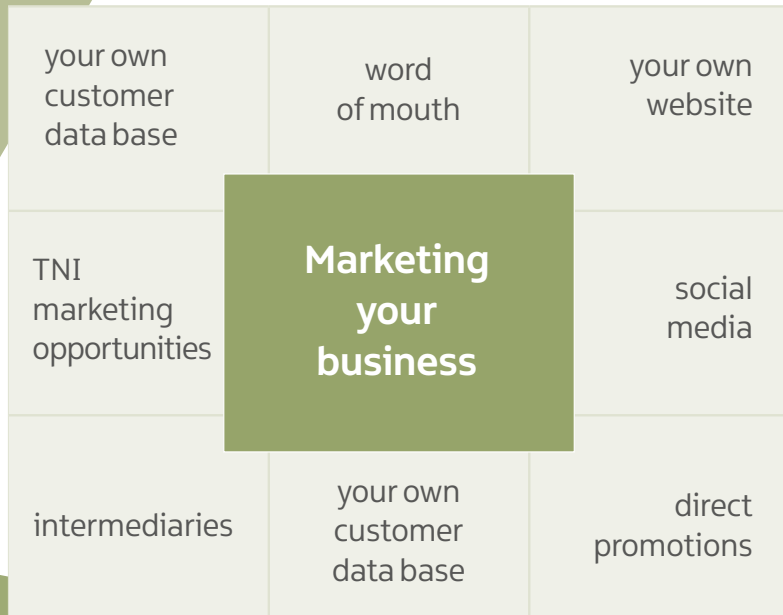 your own
customer
data base
word
of mouth
your own
website
TNI
marketing
opportunities
Marketing
your
business
social
media
intermediaries
your own
customer
data base
direct
promotions